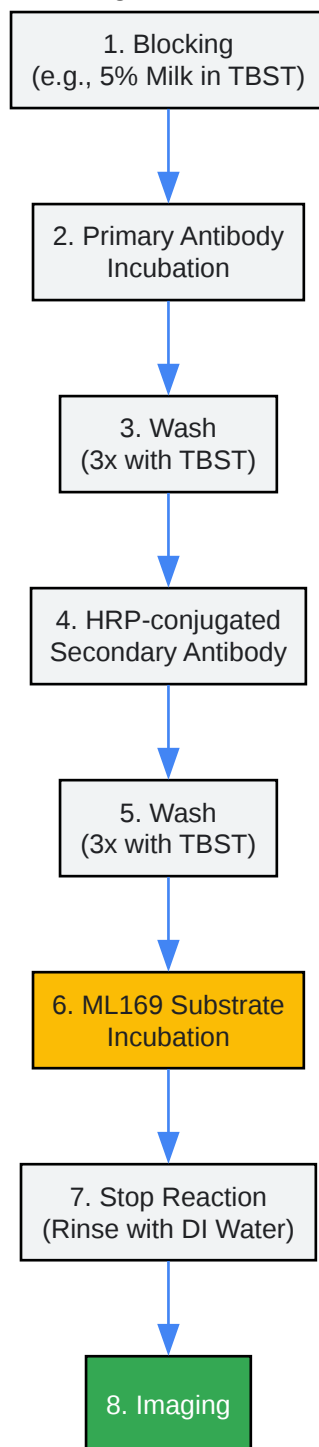 1. Blocking
(e.g., 5% Milk in TBST)
2. Primary Antibody
Incubation
3. Wash
(3x with TBST)
4. HRP-conjugated
Secondary Antibody
5. Wash
(3x with TBST)
6. ML169 Substrate
Incubation
7. Stop Reaction
(Rinse with DI Water)
8. Imaging